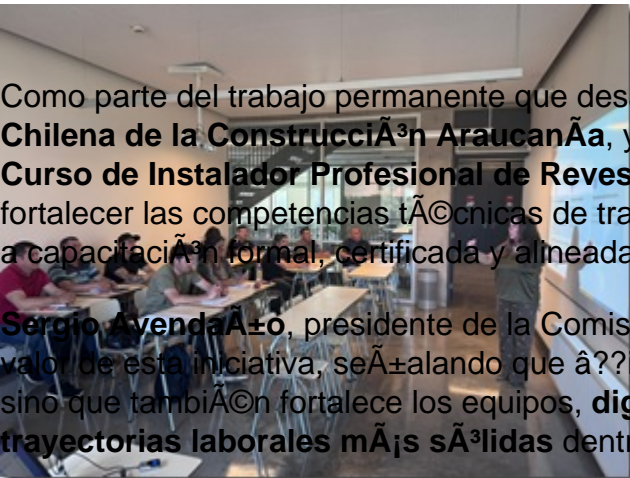 Como parte del trabajo permanente que des
Chilena de la ConstrucciÃ³n AraucanÃ­a, y
Curso de Instalador Profesional de Reves
fortalecer las competencias tÃ©cnicas de tra
a capacitaciÃ³n formal, certificada y alineada
Sergio AvendaÃ±o, presidente de la Comis
valor de esta iniciativa, seÃ±alando que â??
sino que tambiÃ©n fortalece los equipos, dig
trayectorias laborales mÃ¡s sÃ³lidas dentr